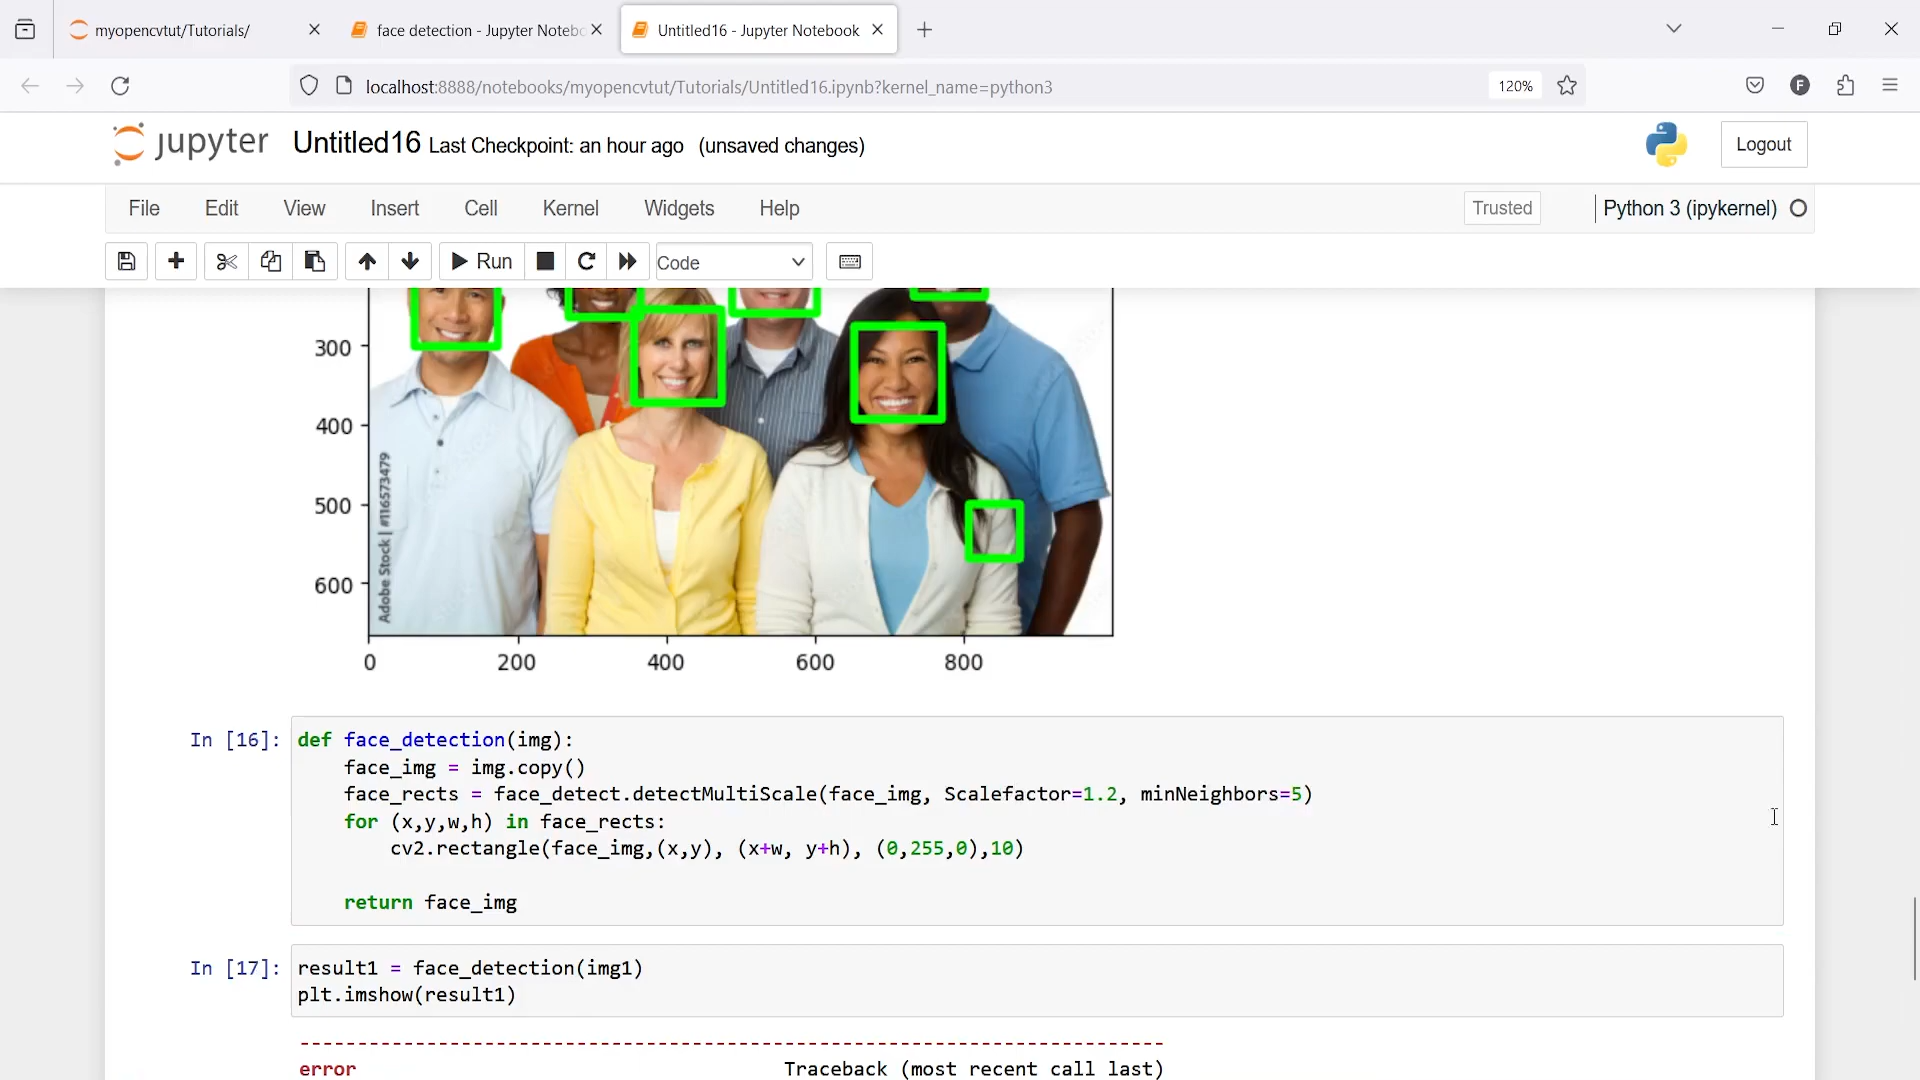 myopencvtut/Tutorials/
face detection - Jupyter Notebo
Untitled16 - Jupyter Notebook
localhost:8888/notebooks/myopencvtut/Tutorials/Untitled16.ipynb?kernel_name=python3
120%
F
jupyter
Untitled16 Last Checkpoint: an hour ago (unsaved changes)
Logout
File Edit View Insert Cell Kernel Widgets Help
Trusted
Python 3 (ipykernel)
Run
Code
300
400
500
600
Adobe Stock | #116573479
0 200 400 600 800
In [16]: def face_detection(img):
face_img = img.copy()
face_rects = face_detect.detectMultiScale(face_img, Scalefactor=1.2, minNeighbors=5)
for (x,y,w,h) in face_rects:
cv2.rectangle(face_img,(x,y), (x+w, y+h), (0,255,0),10)
return face_img
In [17]: result1 = face_detection(img1)
plt.imshow(result1)
---------------------------------------------------------------------------
error Traceback (most recent call last)